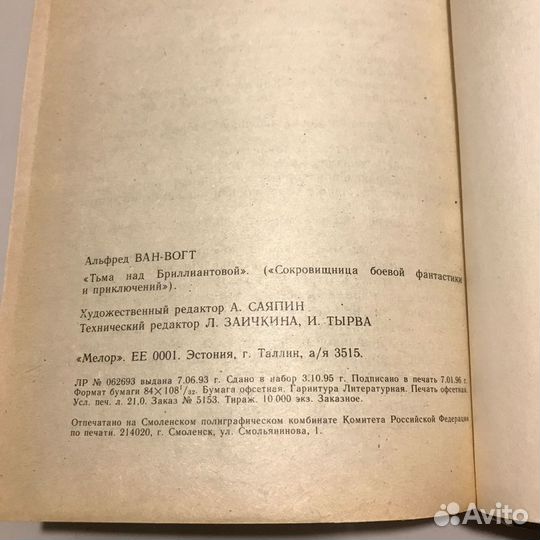 Альфред ВАН-ВОГТ
«Тьма над Бриллиантовой». («Сокровищница боевой фантастики
и приключений»).
Художественный редактор А. САЯПИН
Технический редактор Л. ЗАИЧКИНА, И. ТЫРВА
«Мелор». ЕЕ 0001. Эстония, г. Таллин, а/я 3515.
ЛР № 062693 выдана 7.06.93 г. Сдано в набор 3.10.95 г. Подписано в печать 7.01.96 г.
Формат бумаги 84×108¹/₃₂. Бумага офсетная. Гарнитура Литературная. Печать офсетная.
Усл. печ. л. 21,0. Заказ № 5153. Тираж. 10 000 экз. Заказное.
Отпечатано на Смоленском полиграфическом комбинате Комитета Российской Федерации
по печати. 214020, г. Смоленск, ул. Смольянинова, 1.
Avito